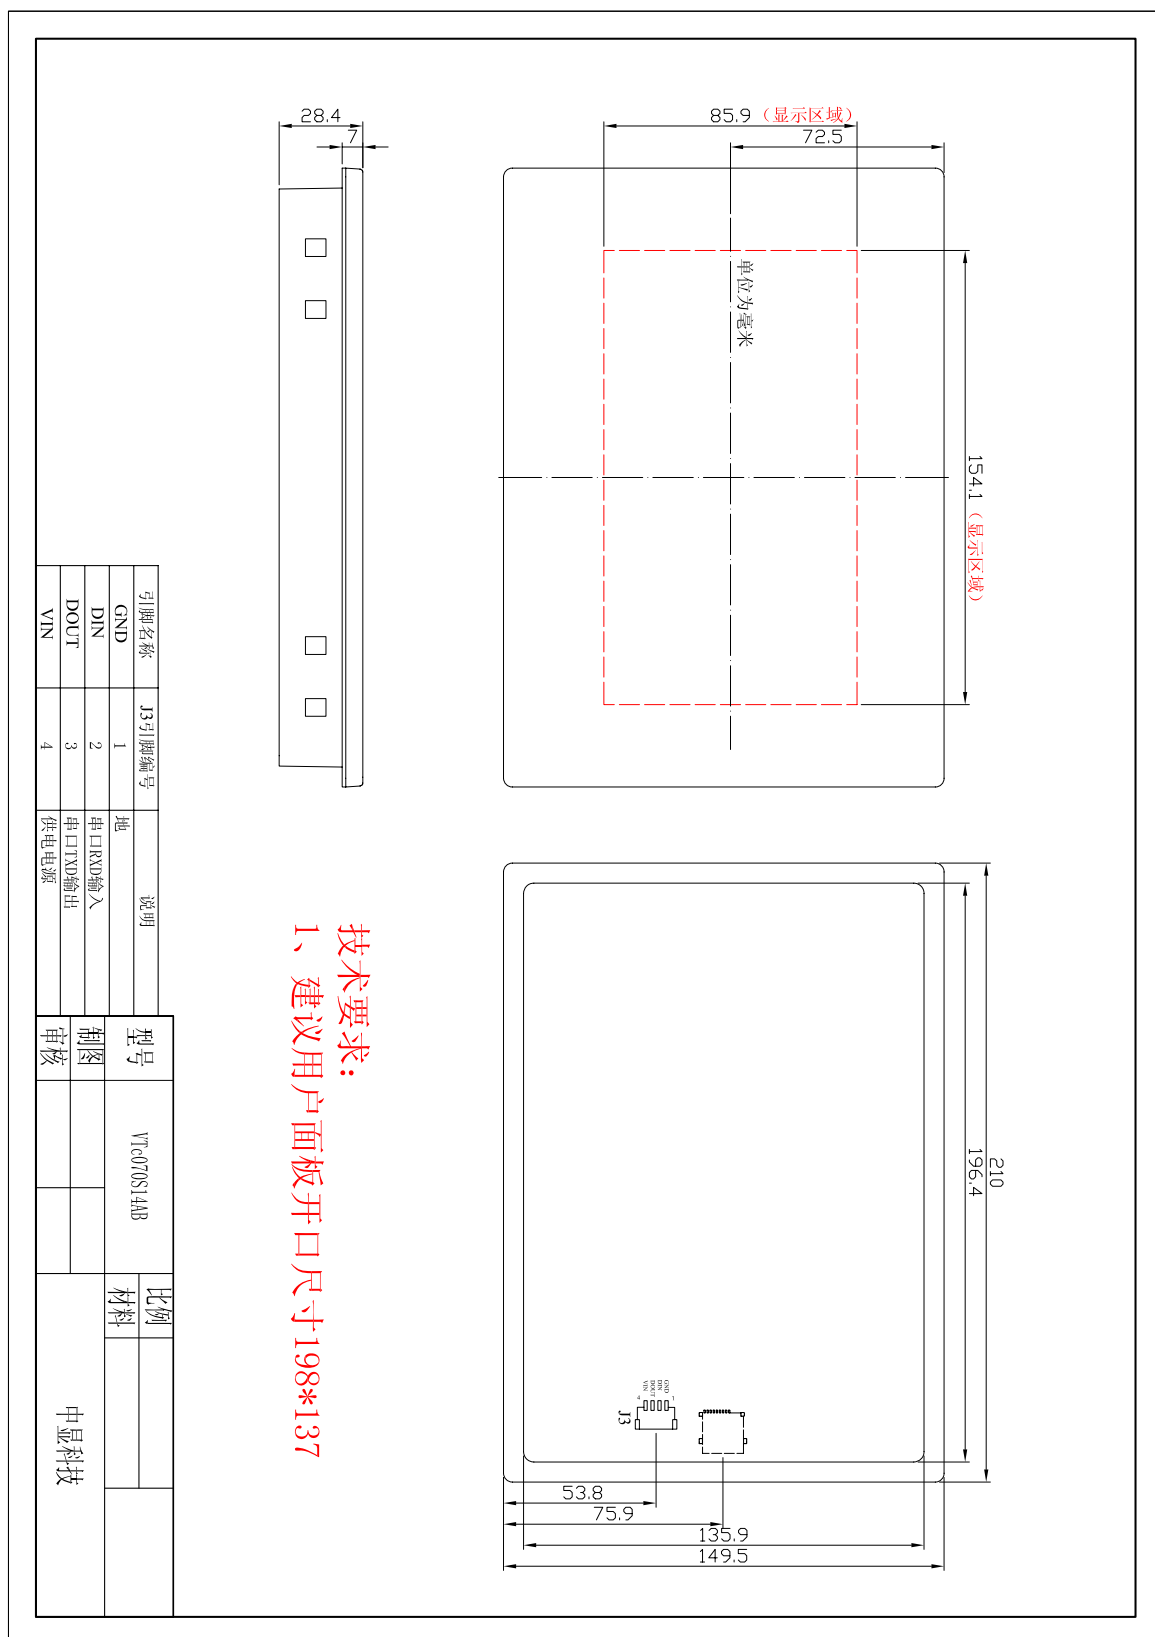 28.4
7
85.9（显示区域）
72.5
单位为毫米
154.1（显示区域）
210
196.4
GND
DIN
DOUT
VIN
1
4
J3
53.8
75.9
135.9
149.5
技术要求：
1、建议用户面板开口尺寸198*137
引脚名称 J3引脚编号 说明
GND 1 地
DIN 2 串口RXD输入
DOUT 3 串口TXD输出
VIN 4 供电电源
型号 VTc070S14AB 比例
材料
制图
审核
中显科技